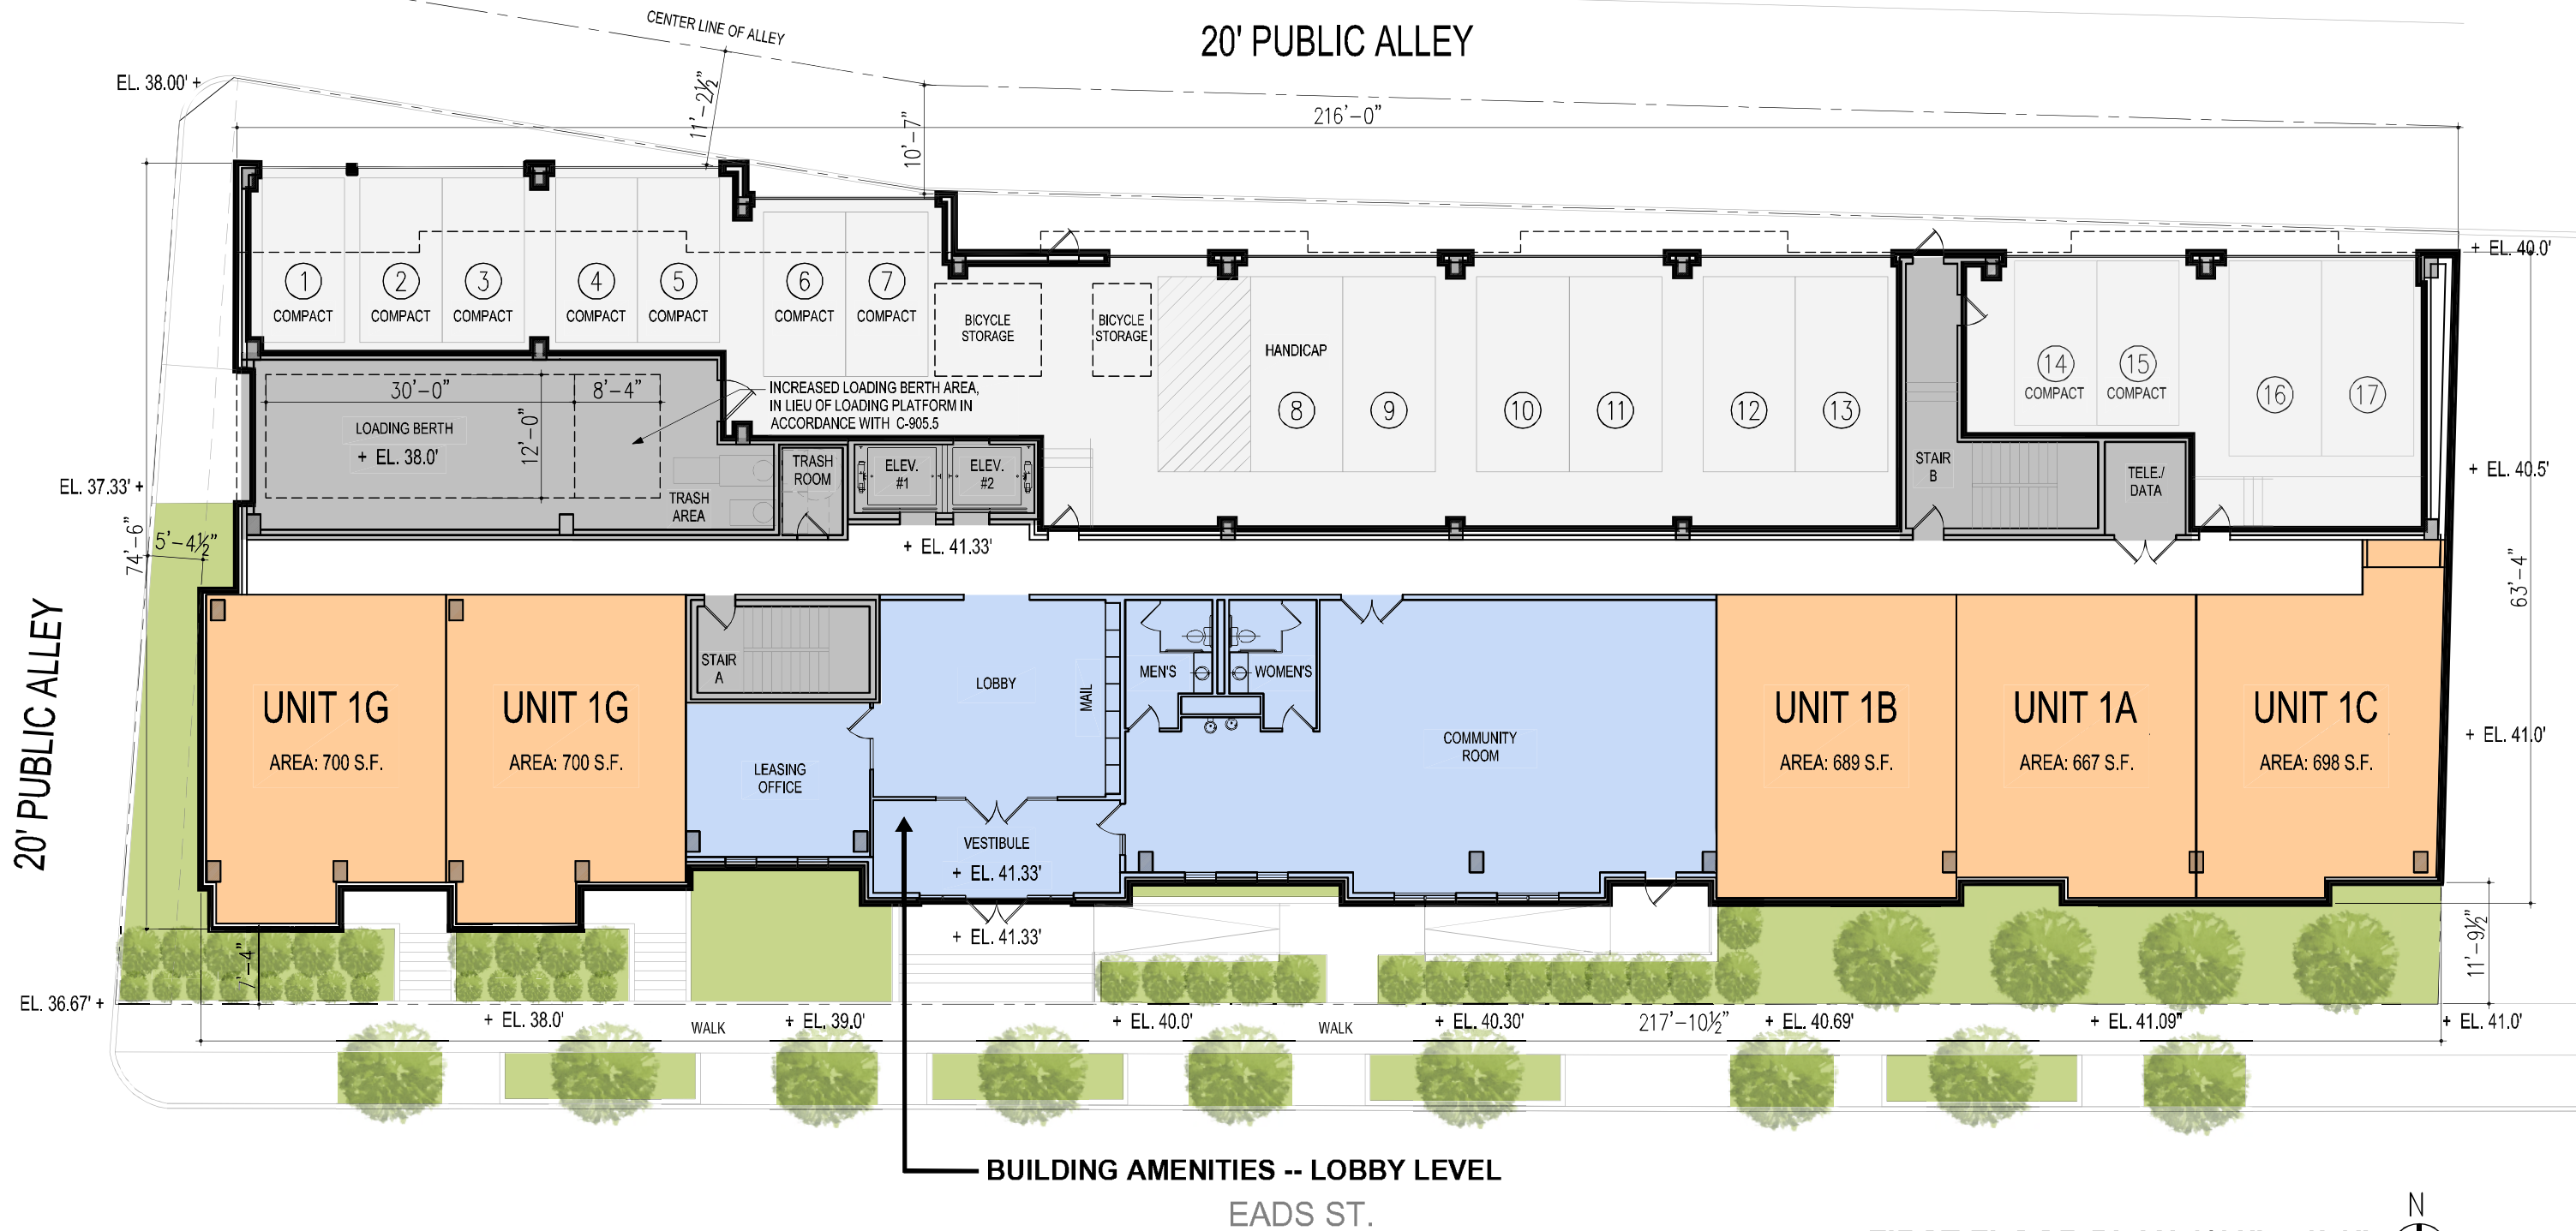 CENTER LINE OF ALLEY
20' PUBLIC ALLEY
EL. 38.00' +
11'-2½"
10'-7"
216'-0"
1
COMPACT
2
COMPACT
3
COMPACT
4
COMPACT
5
COMPACT
6
COMPACT
7
COMPACT
BICYCLE
STORAGE
BICYCLE
STORAGE
HANDICAP
8
9
10
11
12
13
14
COMPACT
15
COMPACT
16
17
+ EL. 40.0'
30'-0"
8'-4"
12'-0"
LOADING BERTH
+ EL. 38.0'
INCREASED LOADING BERTH AREA,
IN LIEU OF LOADING PLATFORM IN
ACCORDANCE WITH C-905.5
TRASH
AREA
TRASH
ROOM
ELEV.
#1
ELEV.
#2
STAIR
B
TELE./
DATA
+ EL. 40.5'
EL. 37.33' +
74'-6"
5'-4½"
+ EL. 41.33'
63'-4"
20' PUBLIC ALLEY
UNIT 1G
AREA: 700 S.F.
UNIT 1G
AREA: 700 S.F.
STAIR
A
LEASING
OFFICE
LOBBY
MAIL
MEN'S
WOMEN'S
COMMUNITY
ROOM
UNIT 1B
AREA: 689 S.F.
UNIT 1A
AREA: 667 S.F.
UNIT 1C
AREA: 698 S.F.
+ EL. 41.0'
VESTIBULE
+ EL. 41.33'
+ EL. 41.33'
7'-4"
11'-9½"
EL. 36.67' +
+ EL. 38.0'
WALK
+ EL. 39.0'
+ EL. 40.0'
WALK
+ EL. 40.30'
217'-10½"
+ EL. 40.69'
+ EL. 41.09"
+ EL. 41.0'
BUILDING AMENITIES -- LOBBY LEVEL
EADS ST.
N